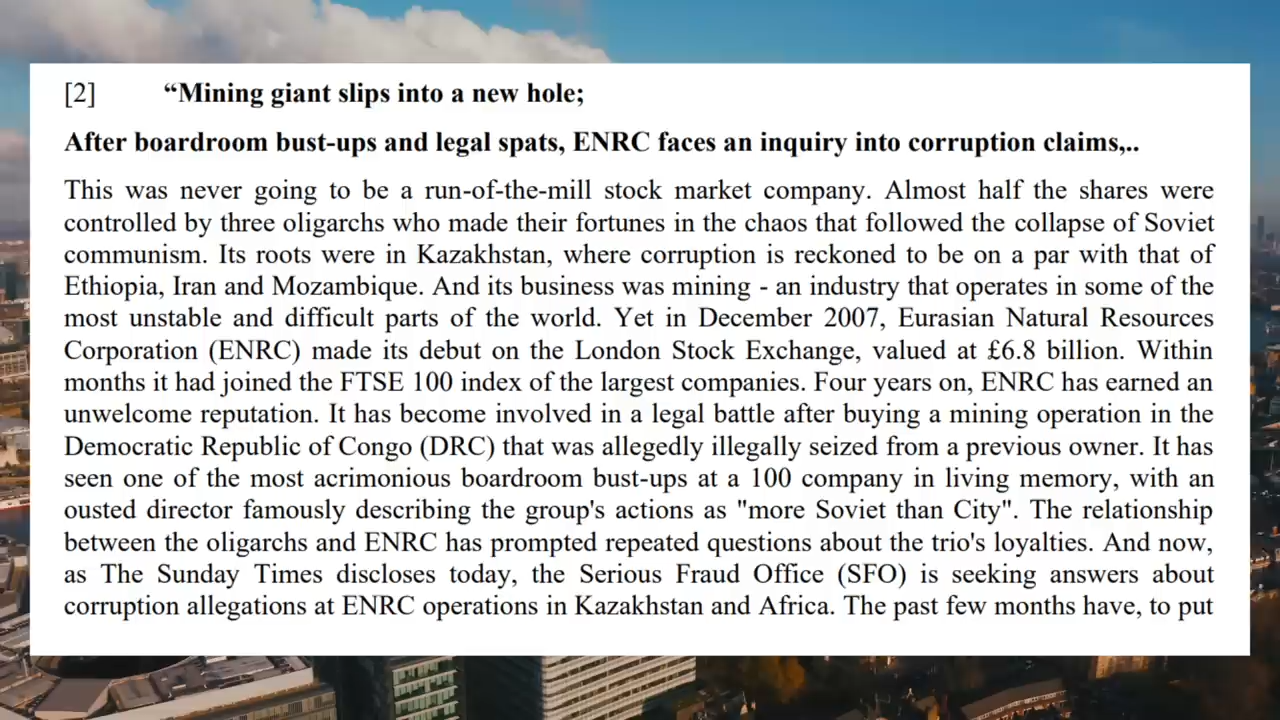 [2] “Mining giant slips into a new hole;
After boardroom bust-ups and legal spats, ENRC faces an inquiry into corruption claims,..
This was never going to be a run-of-the-mill stock market company. Almost half the shares were
controlled by three oligarchs who made their fortunes in the chaos that followed the collapse of Soviet
communism. Its roots were in Kazakhstan, where corruption is reckoned to be on a par with that of
Ethiopia, Iran and Mozambique. And its business was mining - an industry that operates in some of the
most unstable and difficult parts of the world. Yet in December 2007, Eurasian Natural Resources
Corporation (ENRC) made its debut on the London Stock Exchange, valued at £6.8 billion. Within
months it had joined the FTSE 100 index of the largest companies. Four years on, ENRC has earned an
unwelcome reputation. It has become involved in a legal battle after buying a mining operation in the
Democratic Republic of Congo (DRC) that was allegedly illegally seized from a previous owner. It has
seen one of the most acrimonious boardroom bust-ups at a 100 company in living memory, with an
ousted director famously describing the group's actions as "more Soviet than City". The relationship
between the oligarchs and ENRC has prompted repeated questions about the trio's loyalties. And now,
as The Sunday Times discloses today, the Serious Fraud Office (SFO) is seeking answers about
corruption allegations at ENRC operations in Kazakhstan and Africa. The past few months have, to put